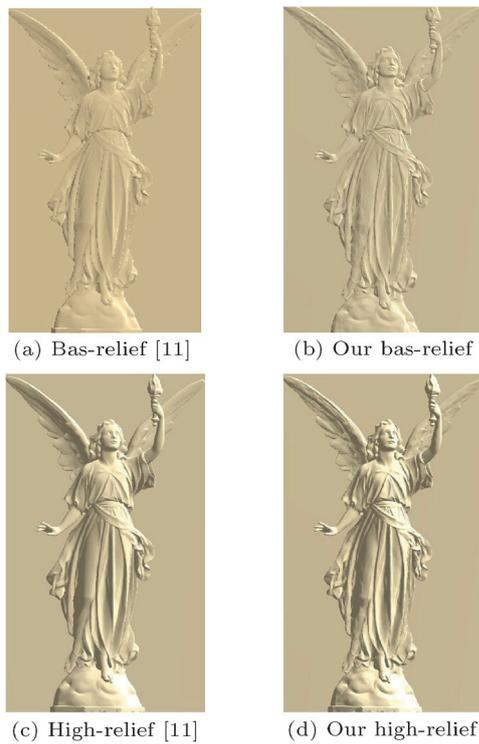 (a) Bas-relief [11]
(b) Our bas-relief
(c) High-relief [11]
(d) Our high-relief